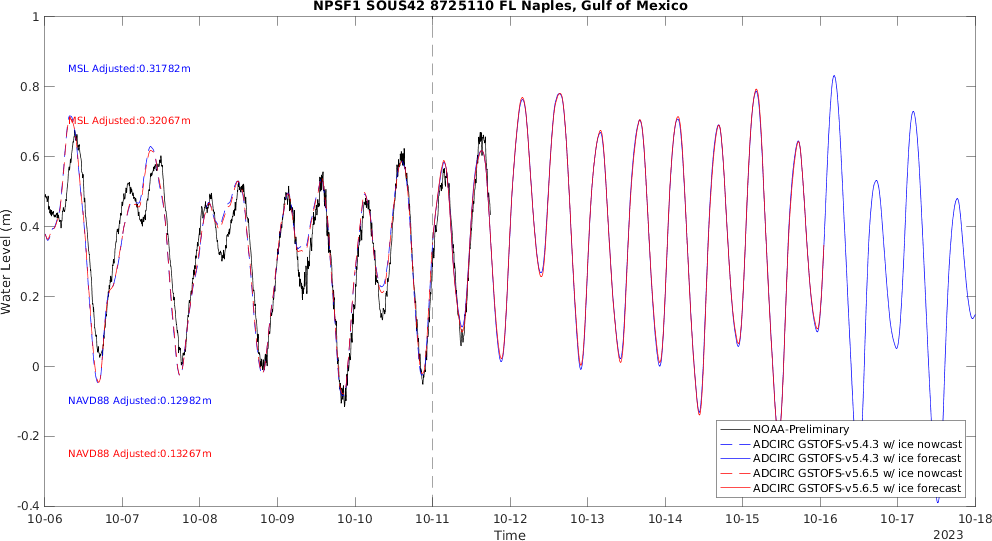 NPSF1 SOUS42 8725110 FL Naples, Gulf of Mexico
1
0.8
0.6
0.4
0.2
0
-0.2
-0.4
Water Level (m)
MSL Adjusted:0.31782m
MSL Adjusted:0.32067m
NAVD88 Adjusted:0.12982m
NAVD88 Adjusted:0.13267m
NOAA-Preliminary
ADCIRC GSTOFS-v5.4.3 w/ ice nowcast
ADCIRC GSTOFS-v5.4.3 w/ ice forecast
ADCIRC GSTOFS-v5.6.5 w/ ice nowcast
ADCIRC GSTOFS-v5.6.5 w/ ice forecast
10-06 10-07 10-08 10-09 10-10 10-11 10-12 10-13 10-14 10-15 10-16 10-17 10-18
Time
2023